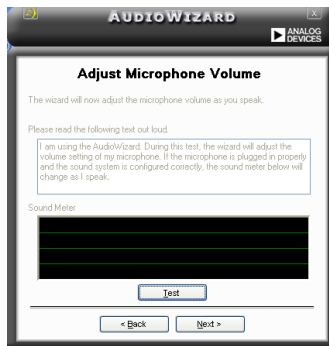 AUDIOWIZARD
X
ANALOG
DEVICES
Adjust Microphone Volume
The wizard will now adjust the microphone volume as you speak.
Please read the following text out loud.
I am using the AudioWizard. During this test, the wizard will adjust the
volume setting of my microphone. If the microphone is plugged in properly
and the sound system is configured correctly, the sound meter below will
change as I speak.
Sound Meter
Test
< Back
Next >